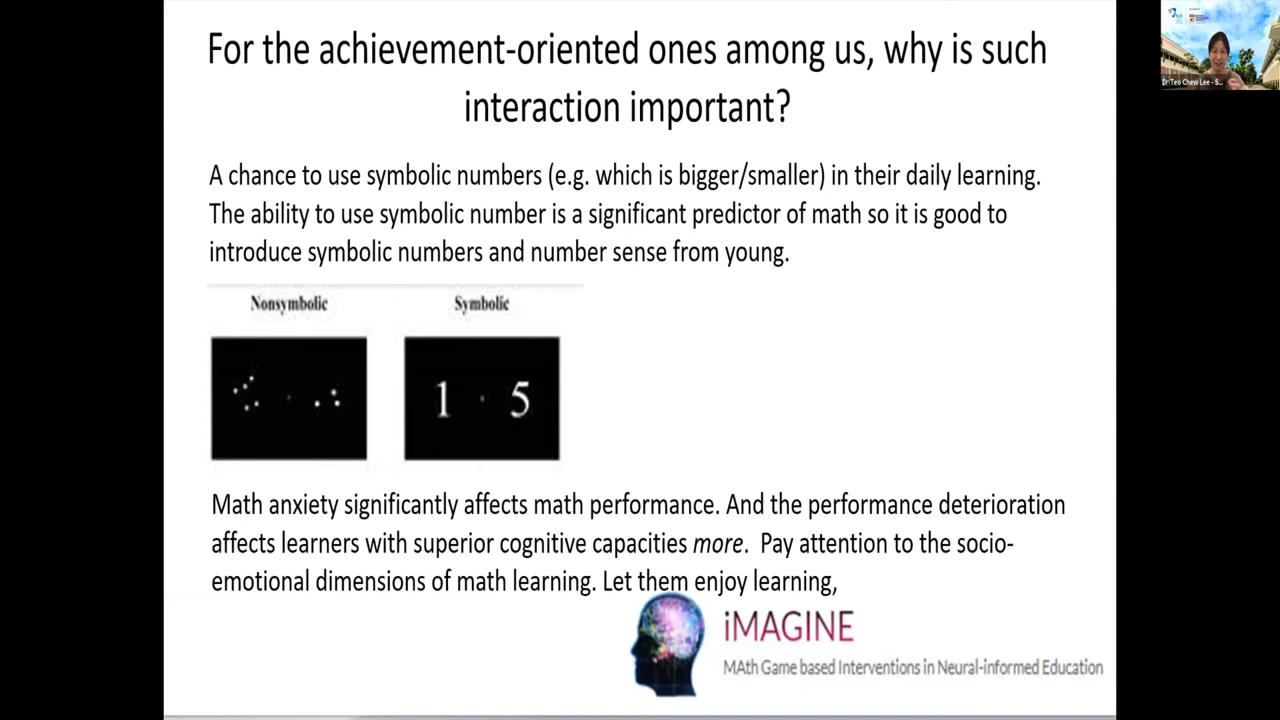 For the achievement-oriented ones among us, why is such
interaction important?
A chance to use symbolic numbers (e.g. which is bigger/smaller) in their daily learning.
The ability to use symbolic number is a significant predictor of math so it is good to
introduce symbolic numbers and number sense from young.
Nonsymbolic
Symbolic
1 5
Math anxiety significantly affects math performance. And the performance deterioration
affects learners with superior cognitive capacities more. Pay attention to the socio-
emotional dimensions of math learning. Let them enjoy learning,
iMAGINE
MAth Game based Interventions in Neural-informed Education
Dr Teo Chew Lee - S...